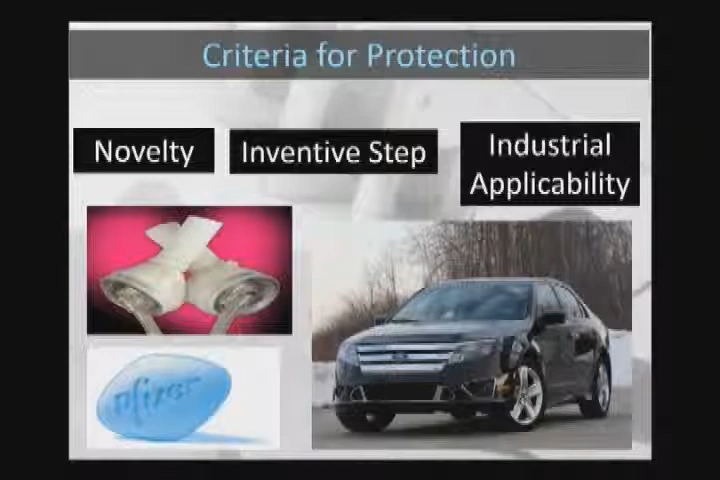 Criteria for Protection
Novelty
Inventive Step
Industrial
Applicability
Pfizer